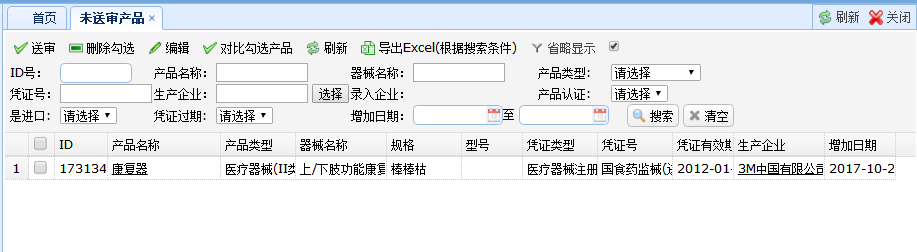 首页 未送审产品 × 刷新 关闭
送审 删除勾选 编辑 对比勾选产品 刷新 导出Excel(根据搜索条件) 省略显示
ID号： 产品名称： 器械名称： 产品类型： 请选择
凭证号： 生产企业： 选择 录入企业： 产品认证： 请选择
是进口： 请选择 凭证过期： 请选择 增加日期： 至 搜索 清空
ID 产品名称 产品类型 器械名称 规格 型号 凭证类型 凭证号 凭证有效期 生产企业 增加日期
1 173134 康复器 医疗器械(II类 上/下肢功能康复 棒棒枯 医疗器械注册 国食药监械( 2012-01- 3M中国有限公司 2017-10-2